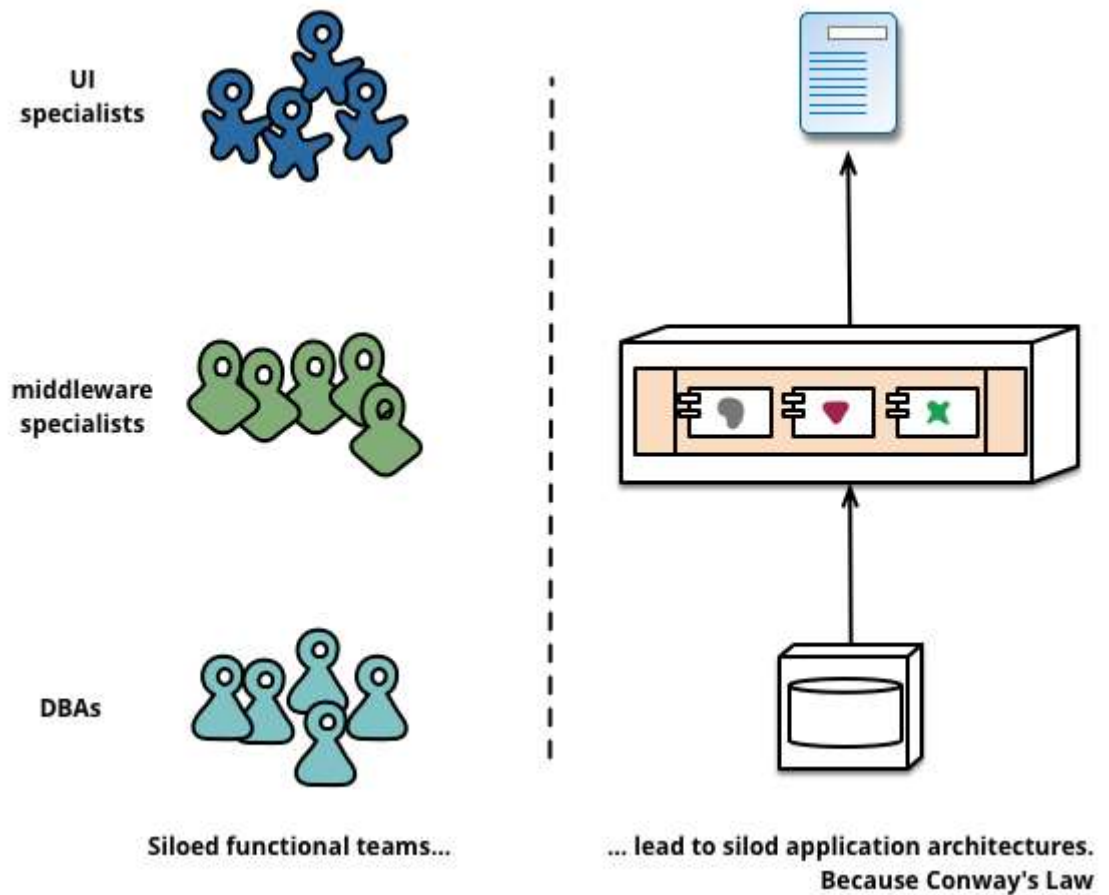 UI
specialists
middleware
specialists
DBAs
Siloed functional teams...
... lead to silod application architectures.
Because Conway's Law